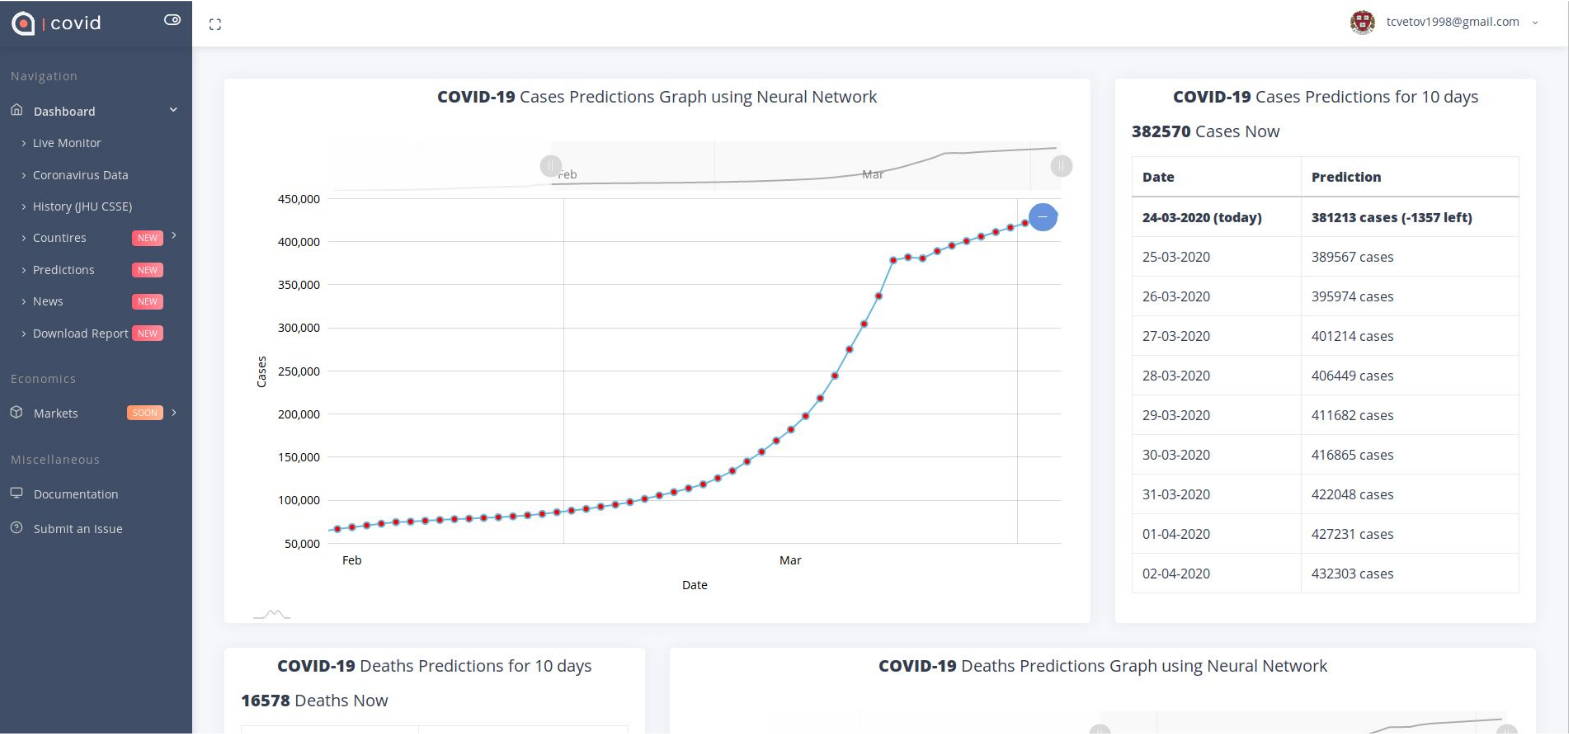 covid
tcvetov1998@gmail.com
Navigation
Dashboard
Live Monitor
Coronavirus Data
History (JHU CSSE)
Countires NEW
Predictions NEW
News NEW
Download Report NEW
Economics
Markets SOON
Miscellaneous
Documentation
Submit an Issue
COVID-19 Cases Predictions Graph using Neural Network
Feb Mar
450,000
400,000
350,000
300,000
250,000
200,000
150,000
100,000
50,000
Cases
Feb Mar
Date
COVID-19 Cases Predictions for 10 days
382570 Cases Now
Date Prediction
24-03-2020 (today) 381213 cases (-1357 left)
25-03-2020 389567 cases
26-03-2020 395974 cases
27-03-2020 401214 cases
28-03-2020 406449 cases
29-03-2020 411682 cases
30-03-2020 416865 cases
31-03-2020 422048 cases
01-04-2020 427231 cases
02-04-2020 432303 cases
COVID-19 Deaths Predictions for 10 days
16578 Deaths Now
COVID-19 Deaths Predictions Graph using Neural Network